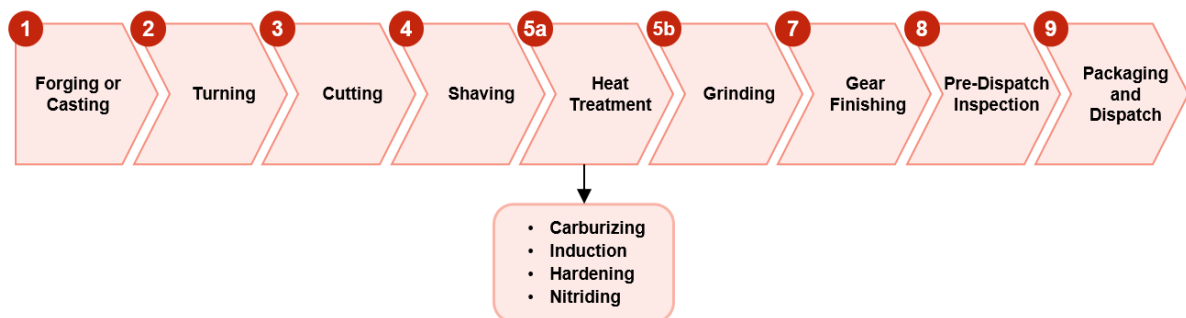 1
Forging or
Casting
2
Turning
3
Cutting
4
Shaving
5a
Heat
Treatment
5b
Grinding
7
Gear
Finishing
8
Pre-Dispatch
Inspection
9
Packaging
and
Dispatch
• Carburizing
• Induction
• Hardening
• Nitriding